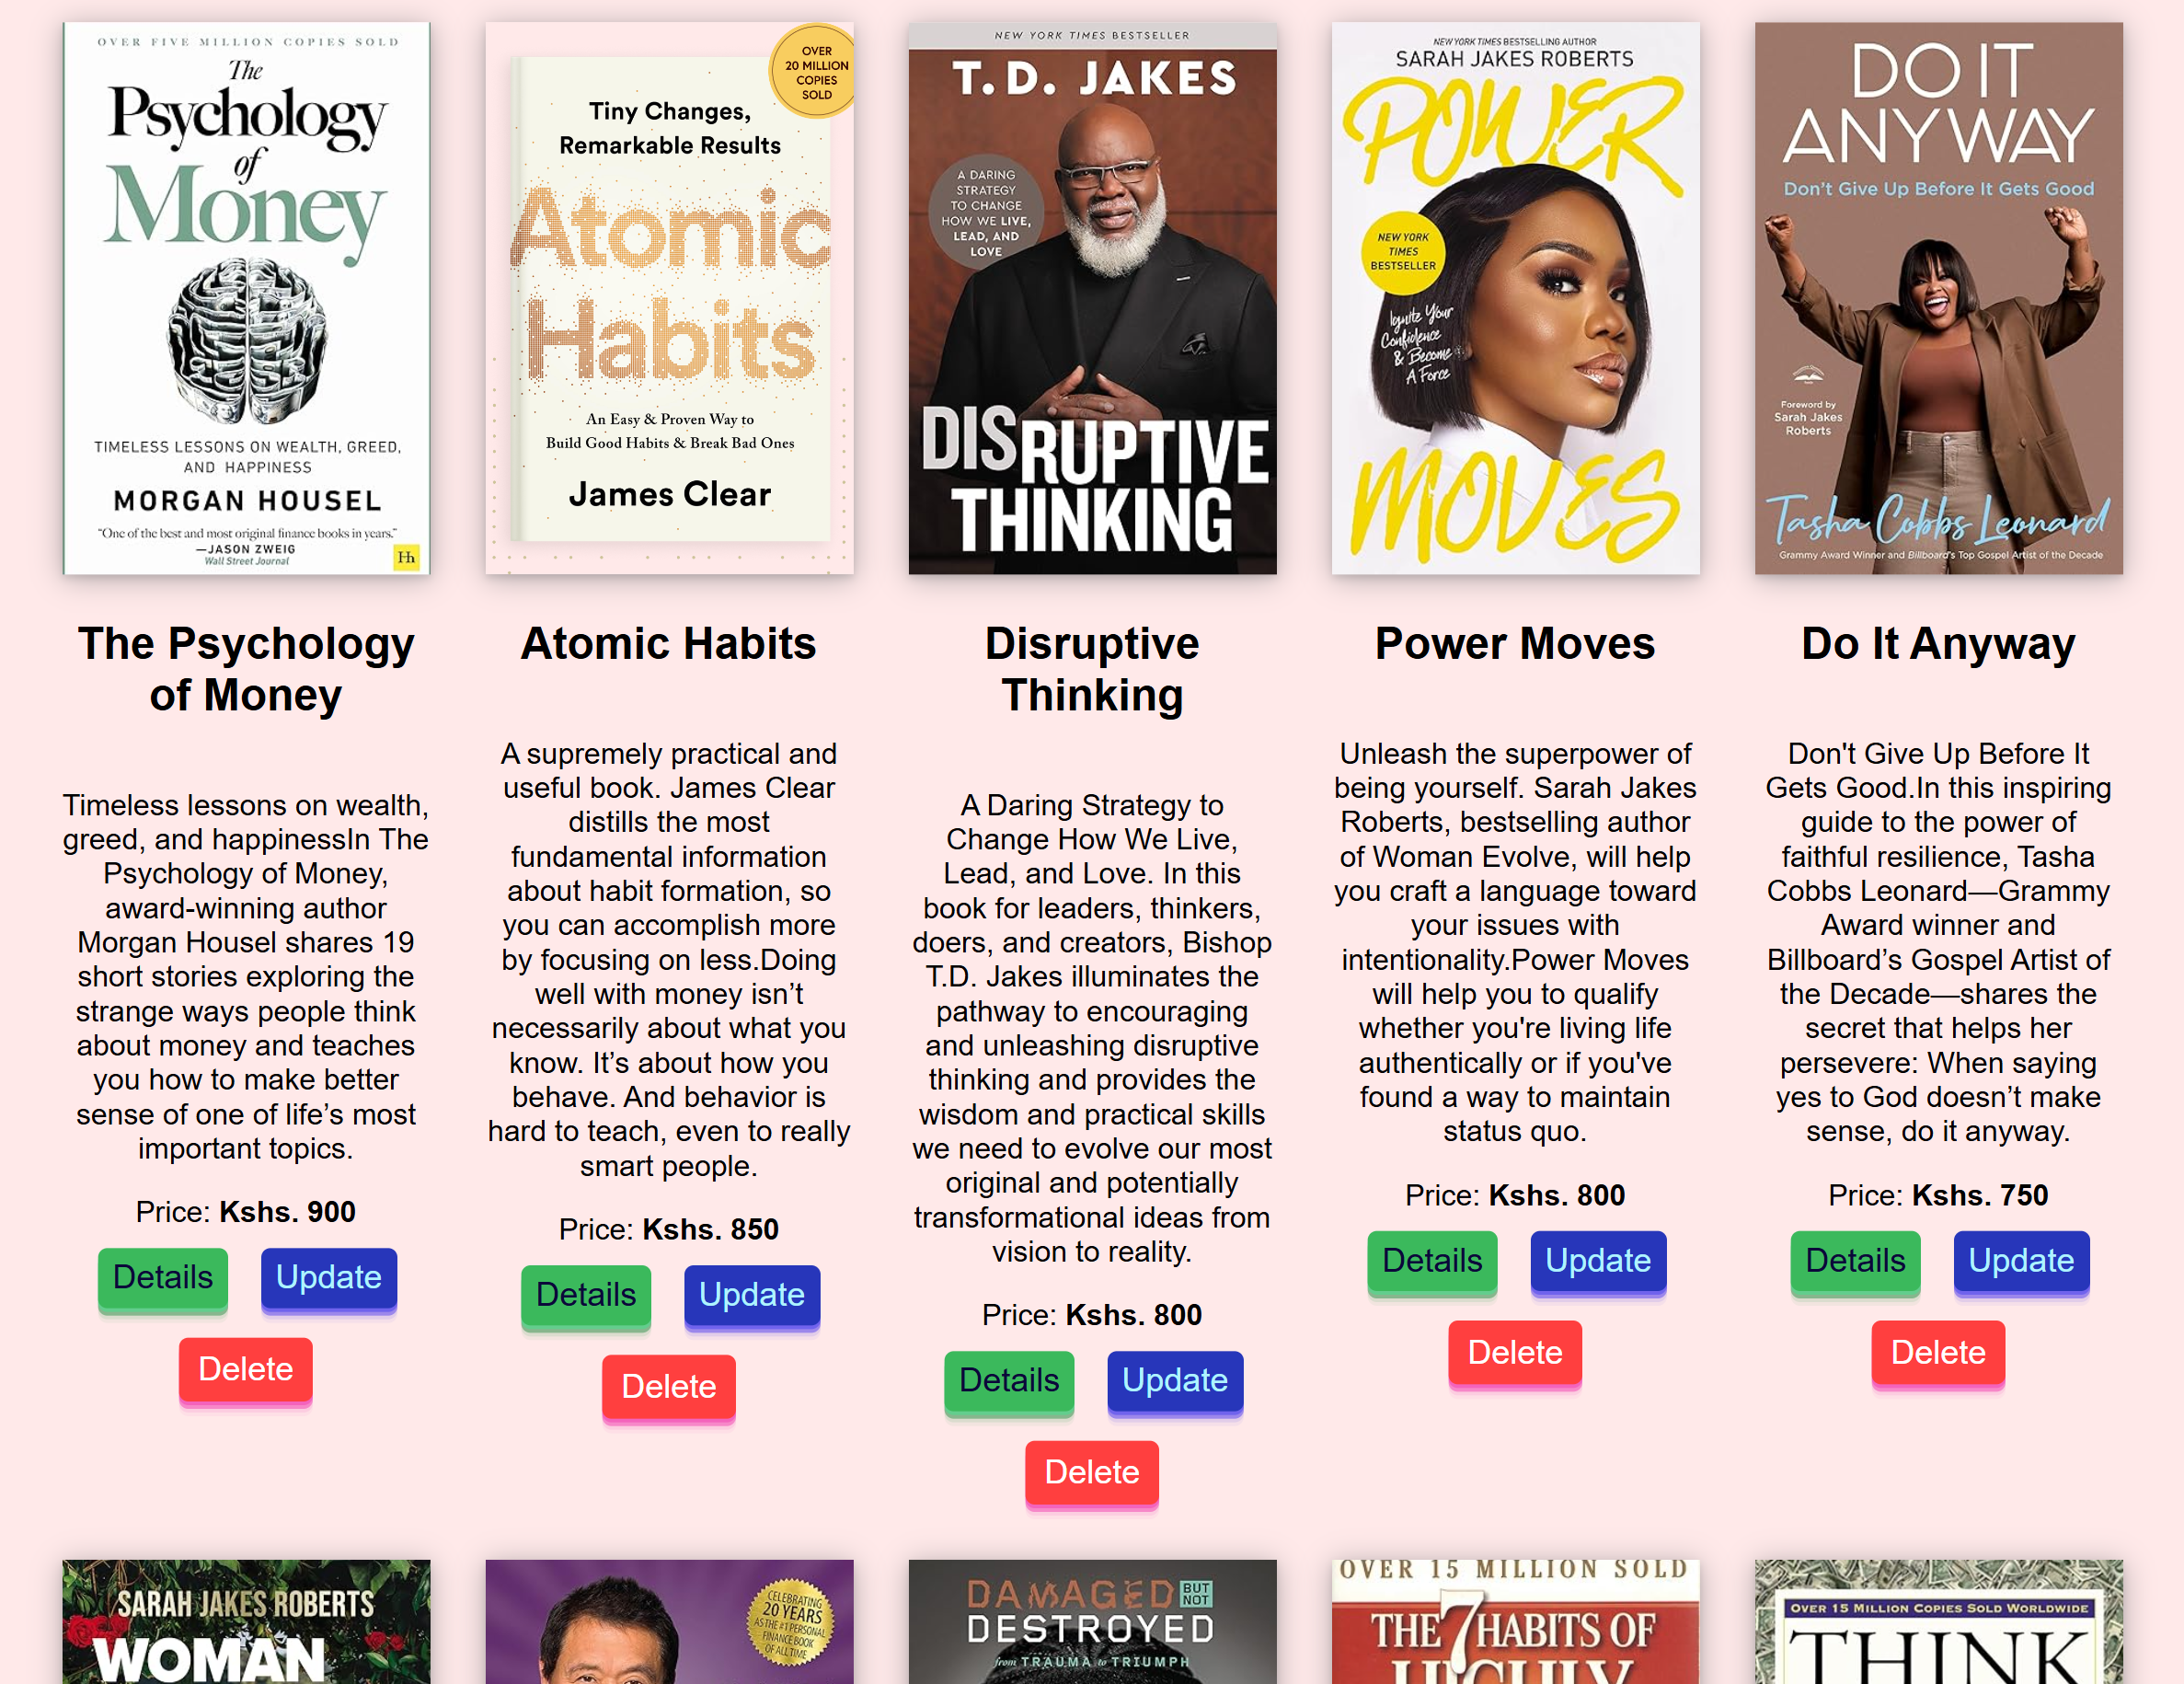 OVER FIVE MILLION COPIES SOLD
The
Psychology
of
Money
TIMELESS LESSONS ON WEALTH, GREED,
AND HAPPINESS
MORGAN HOUSEL
"One of the best and most original finance books in years."
—JASON ZWEIG
Wall Street Journal
Hh
OVER
20 MILLION
COPIES
SOLD
Tiny Changes,
Remarkable Results
Atomic
Habits
An Easy & Proven Way to
Build Good Habits & Break Bad Ones
James Clear
NEW YORK TIMES BESTSELLER
T.D. JAKES
A DARING
STRATEGY
TO CHANGE
HOW WE LIVE,
LEAD, AND
LOVE
DISRUPTIVE
THINKING
NEW YORK TIMES BESTSELLING AUTHOR
SARAH JAKES ROBERTS
POWER
NEW YORK
TIMES
BESTSELLER
Ignite Your
Confidence
& Become
A Force
MOVES
DO IT
ANYWAY
Don't Give Up Before It Gets Good
Foreword by
Sarah Jakes
Roberts
Tasha Cobbs Leonard
Grammy Award Winner and Billboard's Top Gospel Artist of the Decade
The Psychology
of Money
Timeless lessons on wealth,
greed, and happinessIn The
Psychology of Money,
award-winning author
Morgan Housel shares 19
short stories exploring the
strange ways people think
about money and teaches
you how to make better
sense of one of life’s most
important topics.
Price: Kshs. 900
Details
Update
Delete
Atomic Habits
A supremely practical and
useful book. James Clear
distills the most
fundamental information
about habit formation, so
you can accomplish more
by focusing on less.Doing
well with money isn’t
necessarily about what you
know. It’s about how you
behave. And behavior is
hard to teach, even to really
smart people.
Price: Kshs. 850
Details
Update
Delete
Disruptive
Thinking
A Daring Strategy to
Change How We Live,
Lead, and Love. In this
book for leaders, thinkers,
doers, and creators, Bishop
T.D. Jakes illuminates the
pathway to encouraging
and unleashing disruptive
thinking and provides the
wisdom and practical skills
we need to evolve our most
original and potentially
transformational ideas from
vision to reality.
Price: Kshs. 800
Details
Update
Delete
Power Moves
Unleash the superpower of
being yourself. Sarah Jakes
Roberts, bestselling author
of Woman Evolve, will help
you craft a language toward
your issues with
intentionality.Power Moves
will help you to qualify
whether you're living life
authentically or if you've
found a way to maintain
status quo.
Price: Kshs. 800
Details
Update
Delete
Do It Anyway
Don't Give Up Before It
Gets Good.In this inspiring
guide to the power of
faithful resilience, Tasha
Cobbs Leonard—Grammy
Award winner and
Billboard’s Gospel Artist of
the Decade—shares the
secret that helps her
persevere: When saying
yes to God doesn’t make
sense, do it anyway.
Price: Kshs. 750
Details
Update
Delete
SARAH JAKES ROBERTS
WOMAN
CELEBRATING
20 YEARS
AS THE #1 PERSONAL
FINANCE BOOK
OF ALL TIME
DAMAGED BUT NOT
DESTROYED
from TRAUMA to TRIUMPH
OVER 15 MILLION SOLD
THE 7 HABITS OF
HIGHLY
OVER 15 MILLION COPIES SOLD WORLDWIDE
THINK